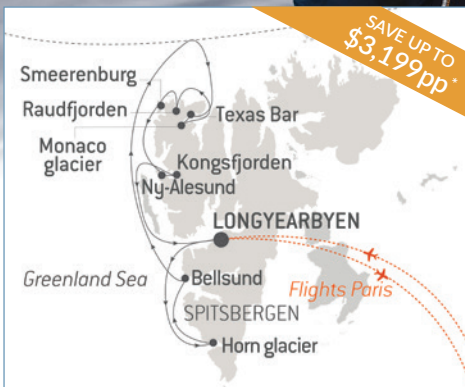 SAVE UP TO
$3,199pp*
Smeerenburg
Raudfjorden
Texas Bar
Monaco
glacier
Kongsfjorden
Ny-Alesund
LONGYEARBYEN
Greenland Sea
Bellsund
Flights Paris
SPITSBERGEN
Horn glacier